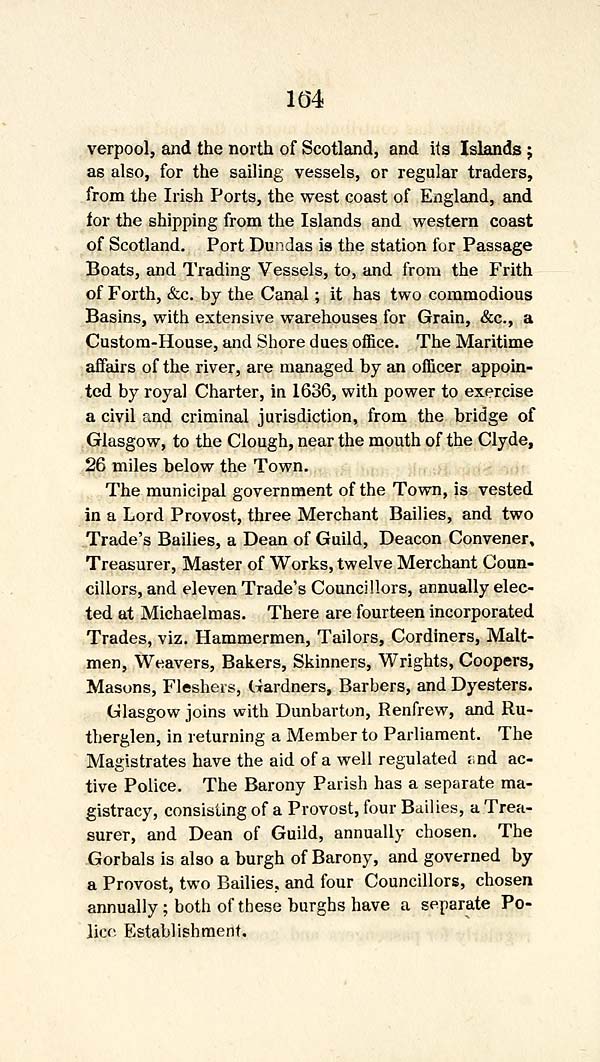 164
verpool, and the north of Scotland, and its Islands;
as also, for the sailing vessels, or regular traders,
from the Irish Ports, the west coast of England, and
for the shipping from the Islands and western coast
of Scotland. Port Dundas is the station for Passage
Boats, and Trading Vessels, to, and from the Frith
of Forth, &c. by the Canal; it has two commodious
Basins, with extensive warehouses for Grain, &c., a
Custom-House, and Shore dues office. The Maritime
affairs of the river, are managed by an officer appoin-
ted by royal Charter, in 1636, with power to exercise
a civil and criminal jurisdiction, from the bridge of
Glasgow, to the Clough, near the mouth of the Clyde,
26 miles below the Town.
The municipal government of the Town, is vested
in a Lord Provost, three Merchant Bailies, and two
Trade's Bailies, a Dean of Guild, Deacon Convener,
Treasurer, Master of Works, twelve Merchant Coun-
cillors, and eleven Trade's Councillors, annually elec-
ted at Michaelmas. There are fourteen incorporated
Trades, viz. Hammermen, Tailors, Cordiners, Malt-
men, Weavers, Bakers, Skinners, Wrights, Coopers,
Masons, Fleshers, Gardners, Barbers, and Dyesters.
Glasgow joins with Dunbarton, Renfrew, and Ru-
therglen, in returning a Member to Parliament. The
Magistrates have the aid of a well regulated and ac-
tive Police. The Barony Parish has a separate ma-
gistracy, consisting of a Provost, four Bailies, a Trea-
surer, and Dean of Guild, annually chosen. The
Gorbals is also a burgh of Barony, and governed by
a Provost, two Bailies, and four Councillors, chosen
annually; both of these burghs have a separate Po-
lice Establishment.